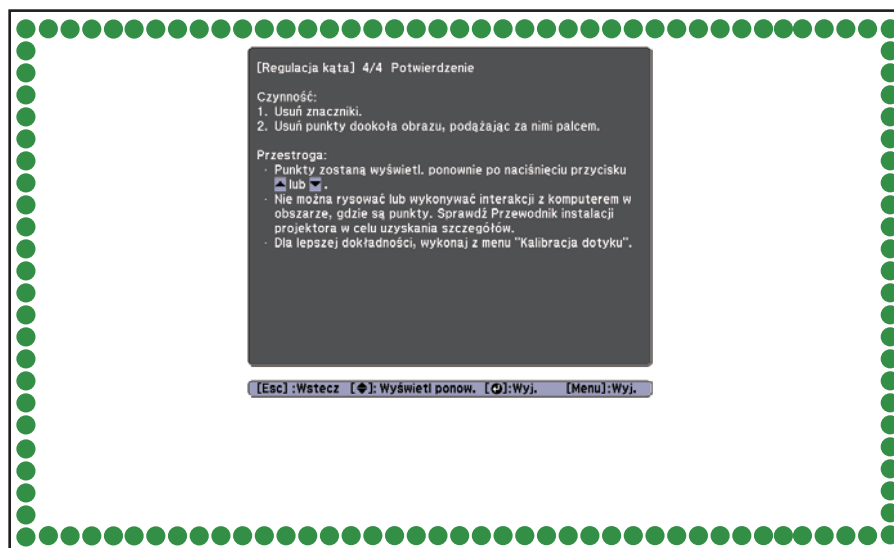 [Regulacja kąta] 4/4 Potwierdzenie
Czynność:
1. Usuń znaczniki.
2. Usuń punkty dookoła obrazu, podążając za nimi palcem.
Przestroga:
· Punkty zostaną wyświetl. ponownie po naciśnięciu przycisku
▲ lub ▼ .
· Nie można rysować lub wykonywać interakcji z komputerem w
obszarze, gdzie są punkty. Sprawdź Przewodnik instalacji
projektora w celu uzyskania szczegółów.
· Dla lepszej dokładności, wykonaj z menu "Kalibracja dotyku".
[Esc] :Wstecz [◆]: Wyświetl ponow. [↵]:Wyj. [Menu]:Wyj.